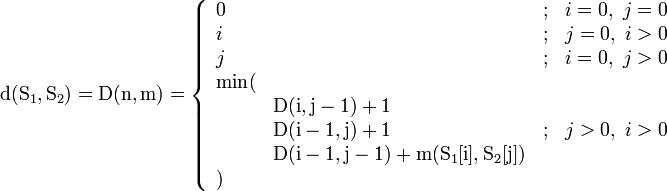 0 ; i = 0, j = 0
i ; j = 0, i > 0
j ; i = 0, j > 0
min(
d(S₁, S₂) = D(n, m) =
D(i, j − 1) + 1
D(i − 1, j) + 1 ; j > 0, i > 0
D(i − 1, j − 1) + m(S₁[i], S₂[j])
)